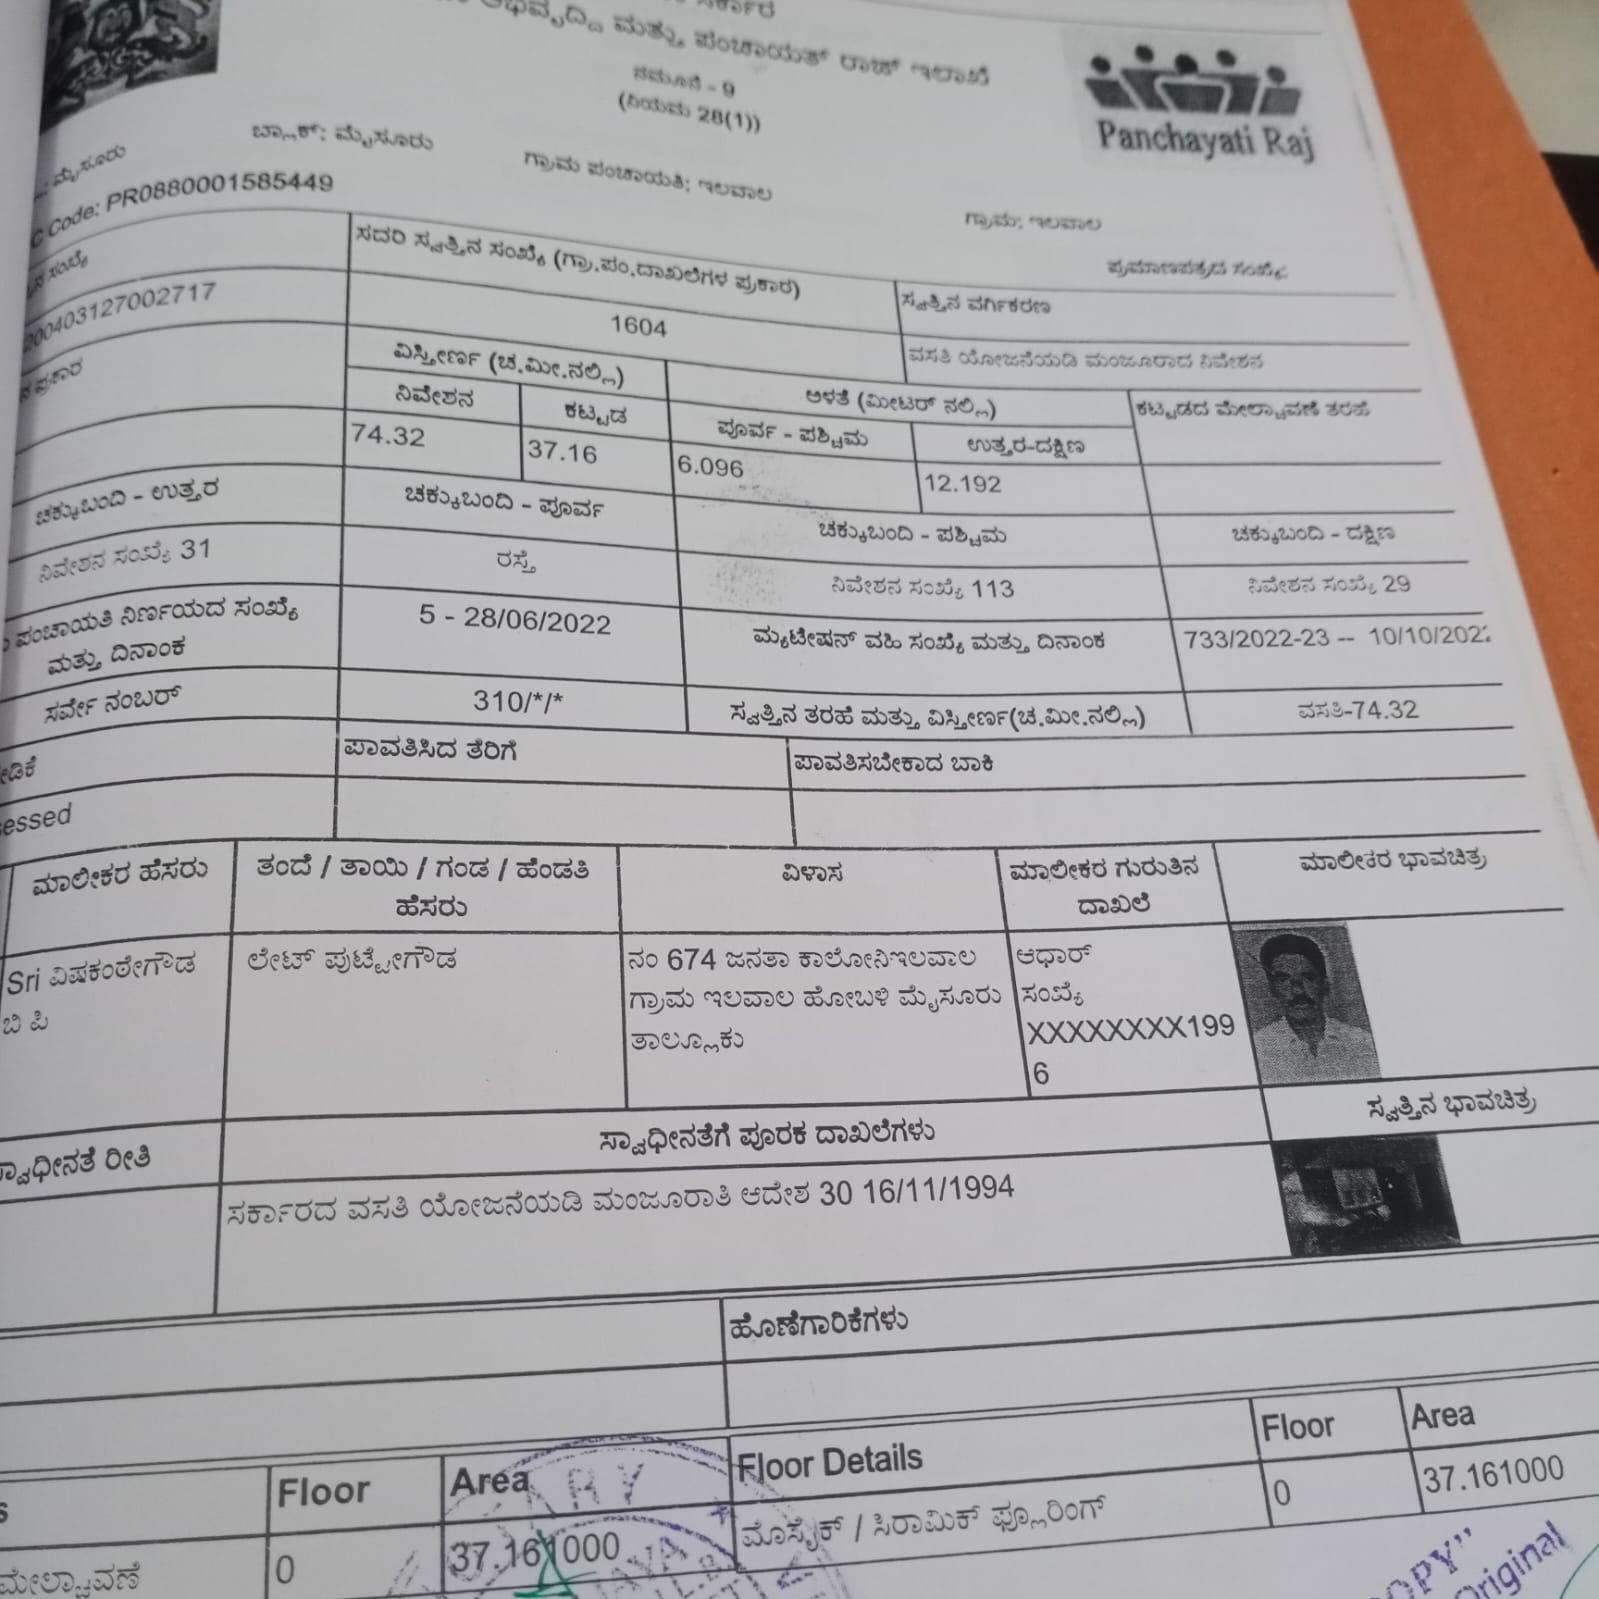 ಸರ್ಕಾರ
ಅಭಿವೃದ್ಧಿ ಮತ್ತು ಪಂಚಾಯತ್ ರಾಜ್ ಇಲಾಖೆ
ನಮೂನೆ - 9
(ನಿಯಮ 28(1))
Panchayati Raj
ಮೈಸೂರು
ಬ್ಲಾಕ್: ಮೈಸೂರು
ಗ್ರಾಮ ಪಂಚಾಯತಿ: ಇಲವಾಲ
ಗ್ರಾಮ: ಇಲವಾಲ
Code: PR0880001585449
ಪ್ರಮಾಣಪತ್ರದ ಸಂಖ್ಯೆ:
ಸಂಖ್ಯೆ
ಸದರಿ ಸ್ವತ್ತಿನ ಸಂಖ್ಯೆ (ಗ್ರಾ.ಪಂ.ದಾಖಲೆಗಳ ಪ್ರಕಾರ)
ಸ್ವತ್ತಿನ ವರ್ಗಿಕರಣ
200403127002717
1604
ವಸತಿ ಯೋಜನೆಯಡಿ ಮಂಜೂರಾದ ನಿವೇಶನ
ಪ್ರಕಾರ
ವಿಸ್ತೀರ್ಣ (ಚ.ಮೀ.ನಲ್ಲಿ)
ಅಳತೆ (ಮೀಟರ್ ನಲ್ಲಿ)
ಕಟ್ಟಡದ ಮೇಲ್ಚಾವಣೆ ತರಹೆ
ನಿವೇಶನ
ಕಟ್ಟಡ
ಪೂರ್ವ - ಪಶ್ಚಿಮ
ಉತ್ತರ-ದಕ್ಷಿಣ
74.32
37.16
6.096
12.192
ಚಕ್ಕುಬಂದಿ - ಉತ್ತರ
ಚಕ್ಕುಬಂದಿ - ಪೂರ್ವ
ಚಕ್ಕುಬಂದಿ - ಪಶ್ಚಿಮ
ಚಕ್ಕುಬಂದಿ - ದಕ್ಷಿಣ
ನಿವೇಶನ ಸಂಖ್ಯೆ 31
ರಸ್ತೆ
ನಿವೇಶನ ಸಂಖ್ಯೆ 113
ನಿವೇಶನ ಸಂಖ್ಯೆ 29
ಪಂಚಾಯತಿ ನಿರ್ಣಯದ ಸಂಖ್ಯೆ
ಮತ್ತು ದಿನಾಂಕ
5 - 28/06/2022
ಮ್ಯುಟೇಷನ್ ವಹಿ ಸಂಖ್ಯೆ ಮತ್ತು ದಿನಾಂಕ
733/2022-23 -- 10/10/2022
ಸರ್ವೇ ನಂಬರ್
310/*/*
ಸ್ವತ್ತಿನ ತರಹೆ ಮತ್ತು ವಿಸ್ತೀರ್ಣ(ಚ.ಮೀ.ನಲ್ಲಿ)
ವಸತಿ-74.32
ಪಾವತಿಸಿದ ತೆರಿಗೆ
ಪಾವತಿಸಬೇಕಾದ ಬಾಕಿ
essed
ಮಾಲೀಕರ ಹೆಸರು
ತಂದೆ / ತಾಯಿ / ಗಂಡ / ಹೆಂಡತಿ
ಹೆಸರು
ವಿಳಾಸ
ಮಾಲೀಕರ ಗುರುತಿನ
ದಾಖಲೆ
ಮಾಲೀಕರ ಭಾವಚಿತ್ರ
Sri ವಿಷಕಂಠೇಗೌಡ
ಬಿ ಪಿ
ಲೇಟ್ ಪುಟ್ಟೇಗೌಡ
ನಂ 674 ಜನತಾ ಕಾಲೋನಿಇಲವಾಲ
ಗ್ರಾಮ ಇಲವಾಲ ಹೋಬಳಿ ಮೈಸೂರು
ತಾಲ್ಲೂಕು
ಆಧಾರ್
ಸಂಖ್ಯೆ
XXXXXXXX199
6
ಸ್ವಾಧೀನತೆ ರೀತಿ
ಸ್ವಾಧೀನತೆಗೆ ಪೂರಕ ದಾಖಲೆಗಳು
ಸ್ವತ್ತಿನ ಭಾವಚಿತ್ರ
ಸರ್ಕಾರದ ವಸತಿ ಯೋಜನೆಯಡಿ ಮಂಜೂರಾತಿ ಆದೇಶ 30 16/11/1994
ಹೊಣೆಗಾರಿಕೆಗಳು
Floor
Area
Floor Details
Floor
Area
ಮೇಲ್ಚಾವಣೆ
0
37.161000
ಮೊಸೈಕ್ / ಸಿರಾಮಿಕ್ ಫ್ಲೂರಿಂಗ್
0
37.161000
OPY"
Original